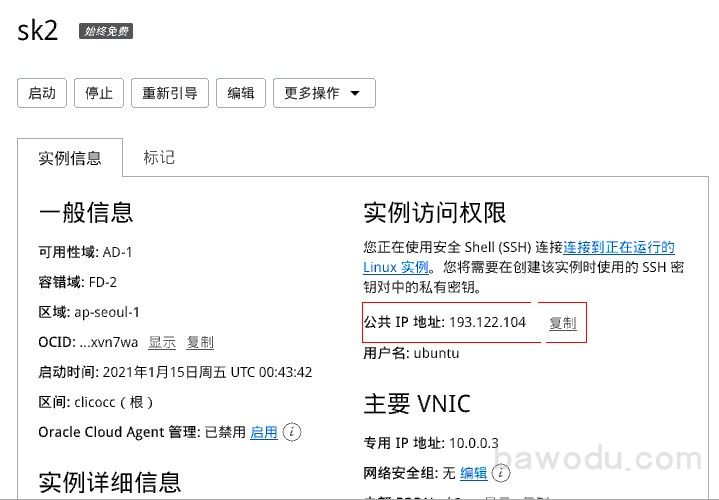 sk2 始终免费
启动 停止 重新引导 编辑 更多操作
实例信息 标记
一般信息
可用性域: AD-1
容错域: FD-2
区域: ap-seoul-1
OCID: ...xvn7wa 显示 复制
启动时间: 2021年1月15日周五 UTC 00:43:42
区间: clicocc（根）
Oracle Cloud Agent 管理: 已禁用 启用
实例详细信息
实例访问权限
您正在使用安全 Shell (SSH) 连接连接到正在运行的
Linux 实例。您将需要在创建该实例时使用的 SSH 密
钥对中的私有密钥。
公共 IP 地址: 193.122.104 复制
用户名: ubuntu
主要 VNIC
专用 IP 地址: 10.0.0.3
网络安全组: 无 编辑
bawodu.com